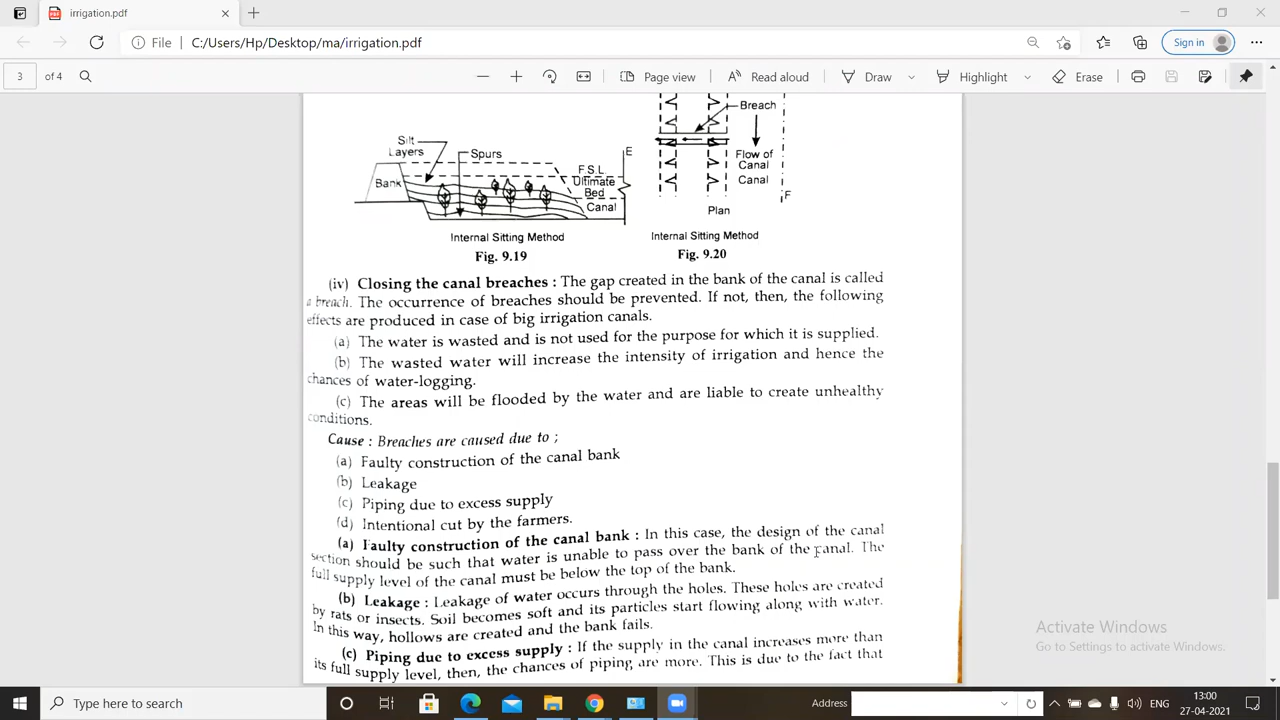 irrigation.pdf
File
C:/Users/Hp/Desktop/ma/irrigation.pdf
Sign in
3 of 4
Page view
Read aloud
Draw
Highlight
Erase
Silt
Layers
Spurs
E
F.S.L.
Bank
Ultimate
Bed
Canal
Internal Sitting Method
Fig. 9.19
Breach
Flow of
Canal
Canal
F
Plan
Internal Sitting Method
Fig. 9.20
(iv) Closing the canal breaches : The gap created in the bank of the canal is called
a breach. The occurrence of breaches should be prevented. If not, then, the following
effects are produced in case of big irrigation canals.
(a) The water is wasted and is not used for the purpose for which it is supplied.
(b) The wasted water will increase the intensity of irrigation and hence the
chances of water-logging.
(c) The areas will be flooded by the water and are liable to create unhealthy
conditions.
Cause : Breaches are caused due to ;
(a) Faulty construction of the canal bank
(b) Leakage
(c) Piping due to excess supply
(d) Intentional cut by the farmers.
(a) Faulty construction of the canal bank : In this case, the design of the canal
section should be such that water is unable to pass over the bank of the canal. The
full supply level of the canal must be below the top of the bank.
(b) Leakage : Leakage of water occurs through the holes. These holes are created
by rats or insects. Soil becomes soft and its particles start flowing along with water.
In this way, hollows are created and the bank fails.
(c) Piping due to excess supply : If the supply in the canal increases more than
its full supply level, then, the chances of piping are more. This is due to the fact that
Activate Windows
Go to Settings to activate Windows.
Type here to search
Address
ENG
13:00
27-04-2021